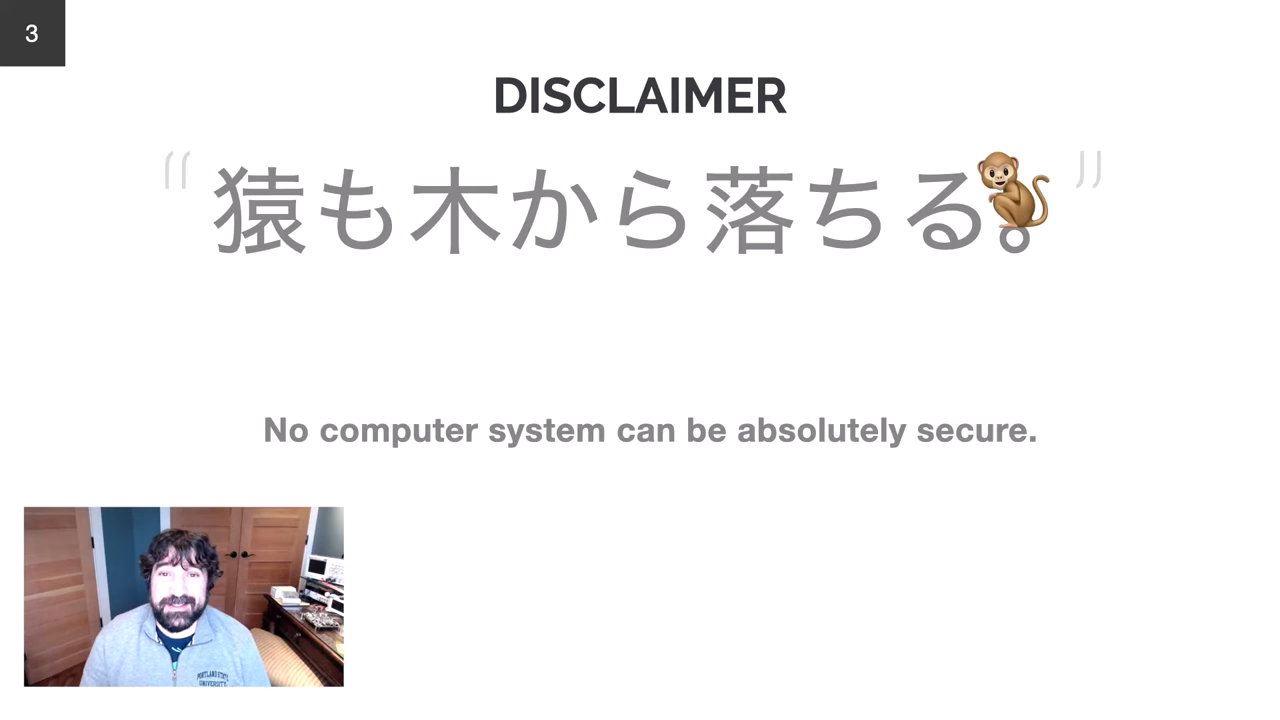 3
DISCLAIMER
“猿も木から落ちる。”
No computer system can be absolutely secure.
PORTLAND STATE
UNIVERSITY